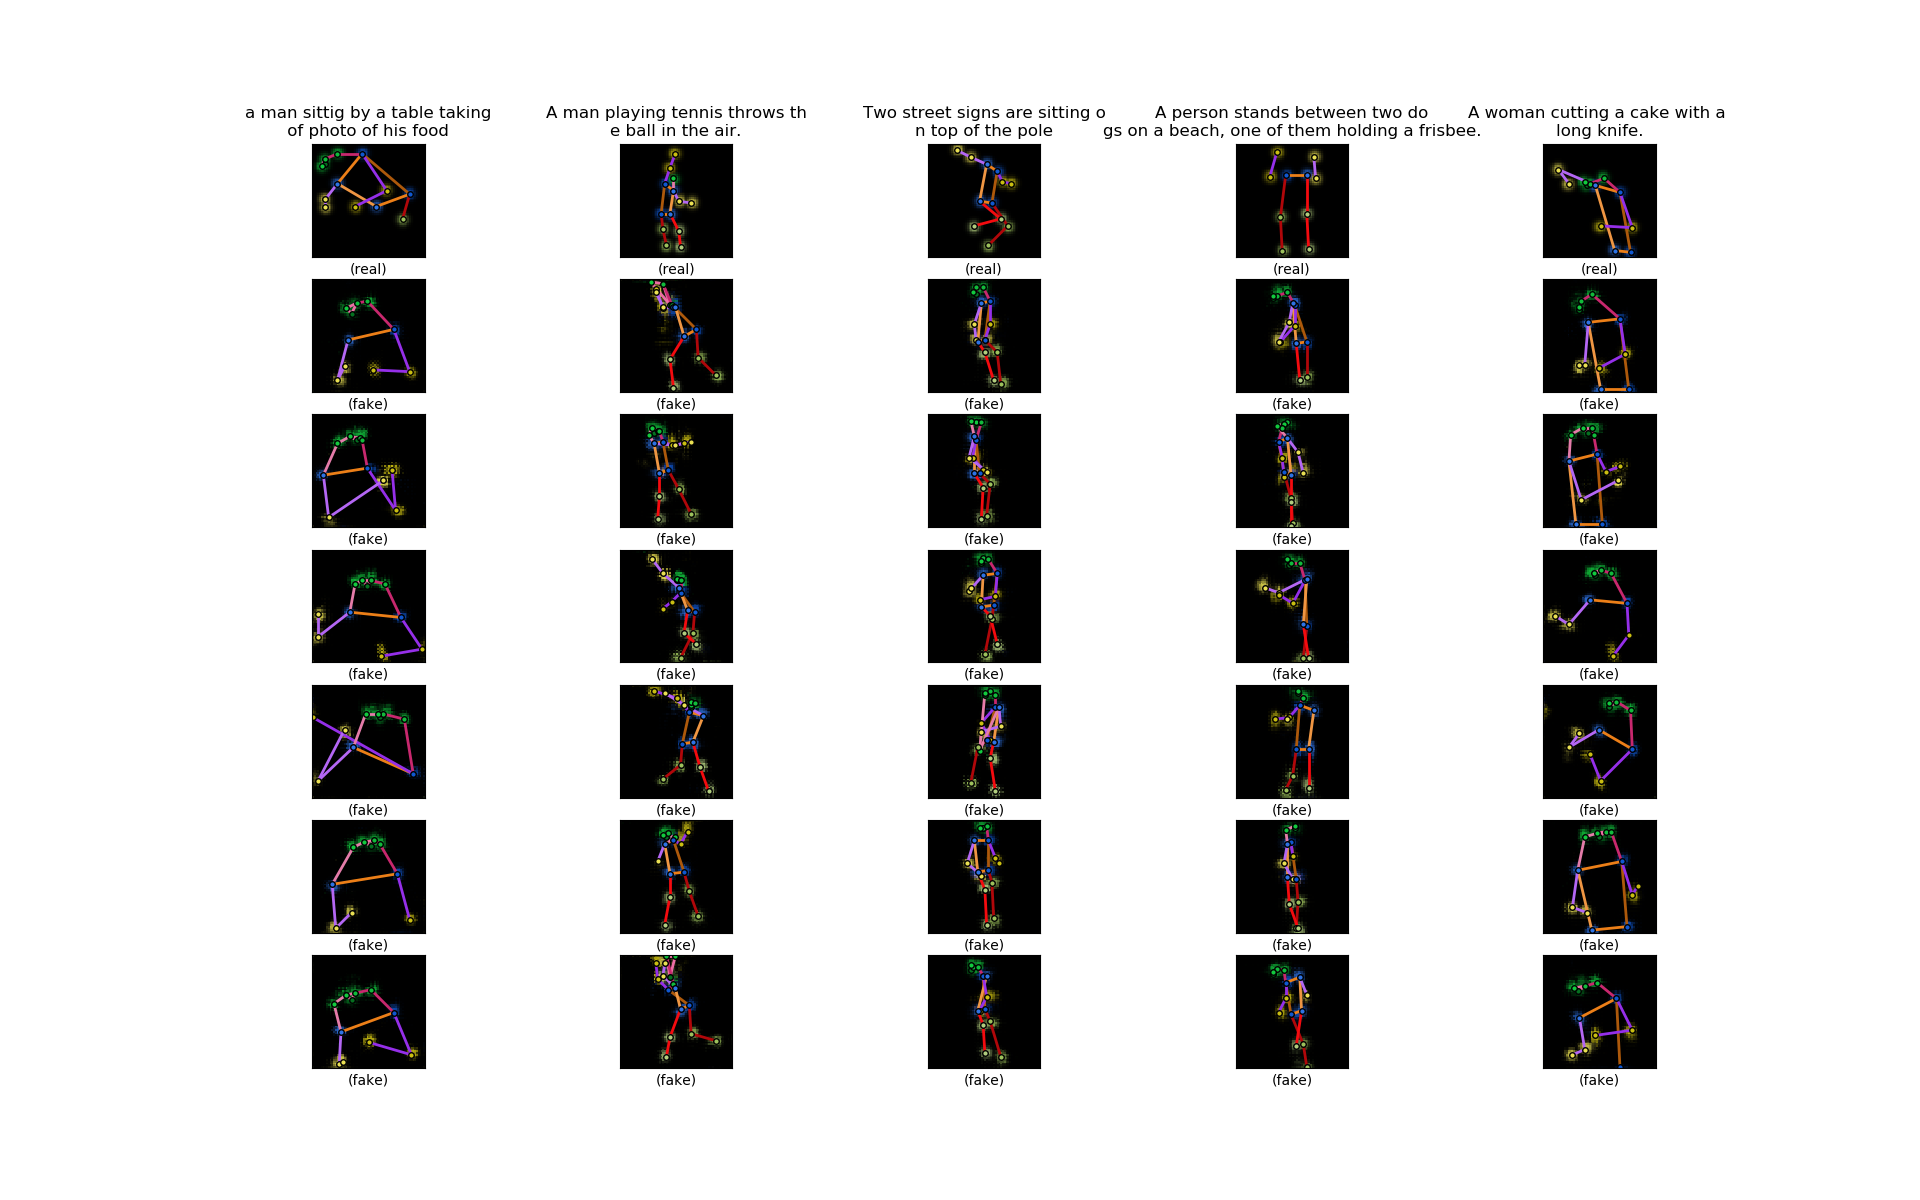 a man sittig by a table taking
of photo of his food
A man playing tennis throws th
e ball in the air.
Two street signs are sitting o
n top of the pole
A person stands between two do
gs on a beach, one of them holding a frisbee.
A woman cutting a cake with a
long knife.
(real) (real) (real) (real) (real)
(fake) (fake) (fake) (fake) (fake)
(fake) (fake) (fake) (fake) (fake)
(fake) (fake) (fake) (fake) (fake)
(fake) (fake) (fake) (fake) (fake)
(fake) (fake) (fake) (fake) (fake)
(fake) (fake) (fake) (fake) (fake)